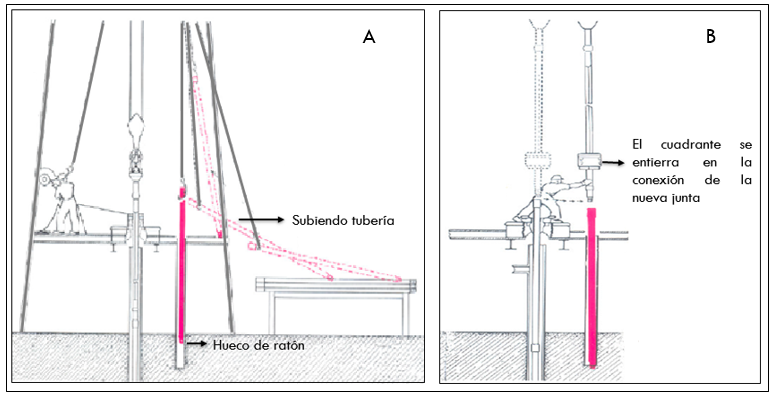 A
Subiendo tubería
Hueco de ratón
B
El cuadrante se
entierra en la
conexión de la
nueva junta